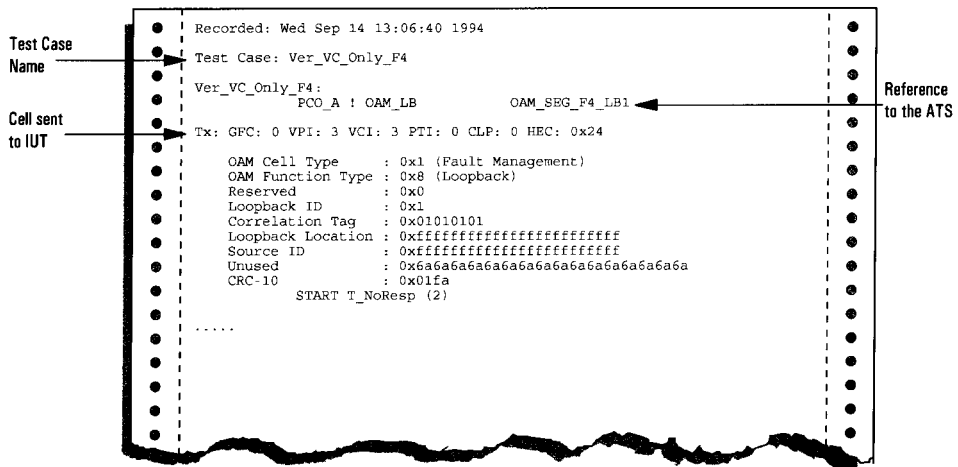 Recorded: Wed Sep 14 13:06:40 1994
Test Case
Name
Test Case: Ver_VC_Only_F4
Ver_VC_Only_F4:
PCO_A ! OAM_LB OAM_SEG_F4_LB1
Reference
to the ATS
Cell sent
to IUT
Tx: GFC: 0 VPI: 3 VCI: 3 PTI: 0 CLP: 0 HEC: 0x24
OAM Cell Type : 0x1 (Fault Management)
OAM Function Type : 0x8 (Loopback)
Reserved : 0x0
Loopback ID : 0x1
Correlation Tag : 0x01010101
Loopback Location : 0xffffffffffffffffffffffff
Source ID : 0xffffffffffffffffffffffff
Unused : 0x6a6a6a6a6a6a6a6a6a6a6a6a6a6a6a6a
CRC-10 : 0x01fa
START T_NoResp (2)
.....